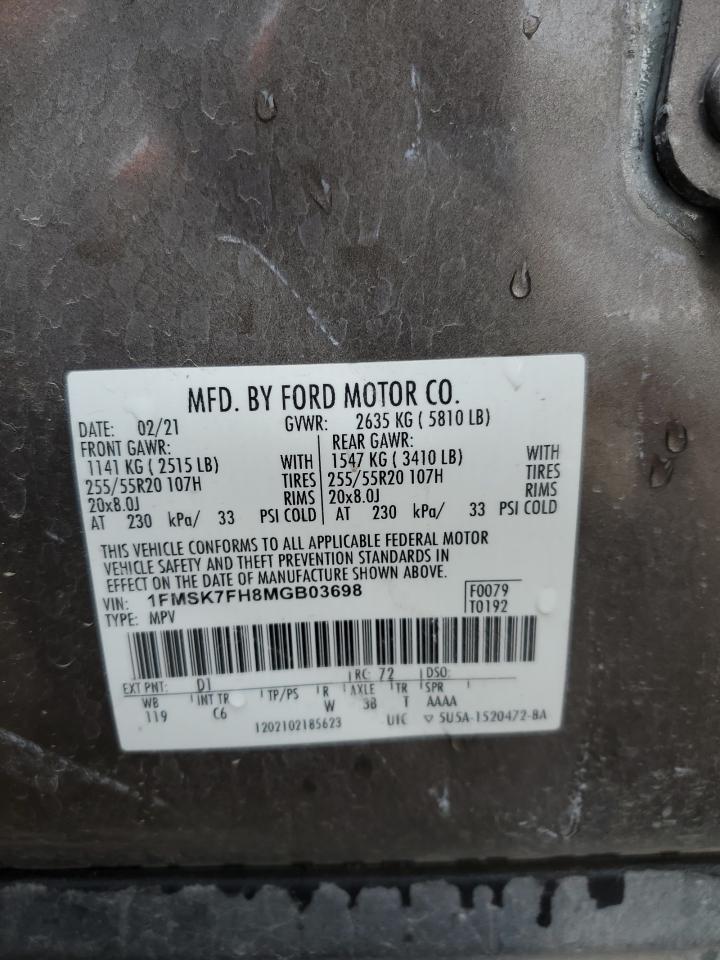 MFD. BY FORD MOTOR CO.
DATE: 02/21 GVWR: 2635 KG ( 5810 LB)
FRONT GAWR: REAR GAWR:
1141 KG ( 2515 LB) WITH 1547 KG ( 3410 LB) WITH
255/55R20 107H TIRES 255/55R20 107H TIRES
20x8.0J RIMS 20x8.0J RIMS
AT 230 kPa/ 33 PSI COLD AT 230 kPa/ 33 PSI COLD
THIS VEHICLE CONFORMS TO ALL APPLICABLE FEDERAL MOTOR
VEHICLE SAFETY AND THEFT PREVENTION STANDARDS IN
EFFECT ON THE DATE OF MANUFACTURE SHOWN ABOVE.
VIN: 1FMSK7FH8MGB03698 F0079
TYPE: MPV T0192
EXT PNT: D1 RC: 72 DSO:
WB INT TR TP/PS R AXLE TR SPR
119 C6 W 3B T AAAA
1202102185623 UTC ▽ 5U5A-1520472-BA